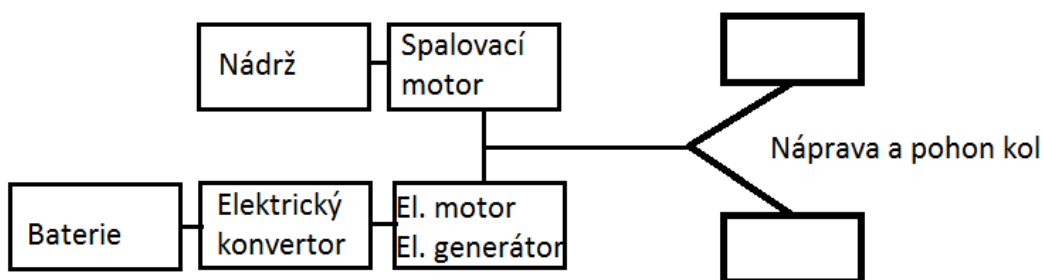 Nádrž
Spalovací
motor
Náprava a pohon kol
Baterie
Elektrický
konvertor
El. motor
El. generátor